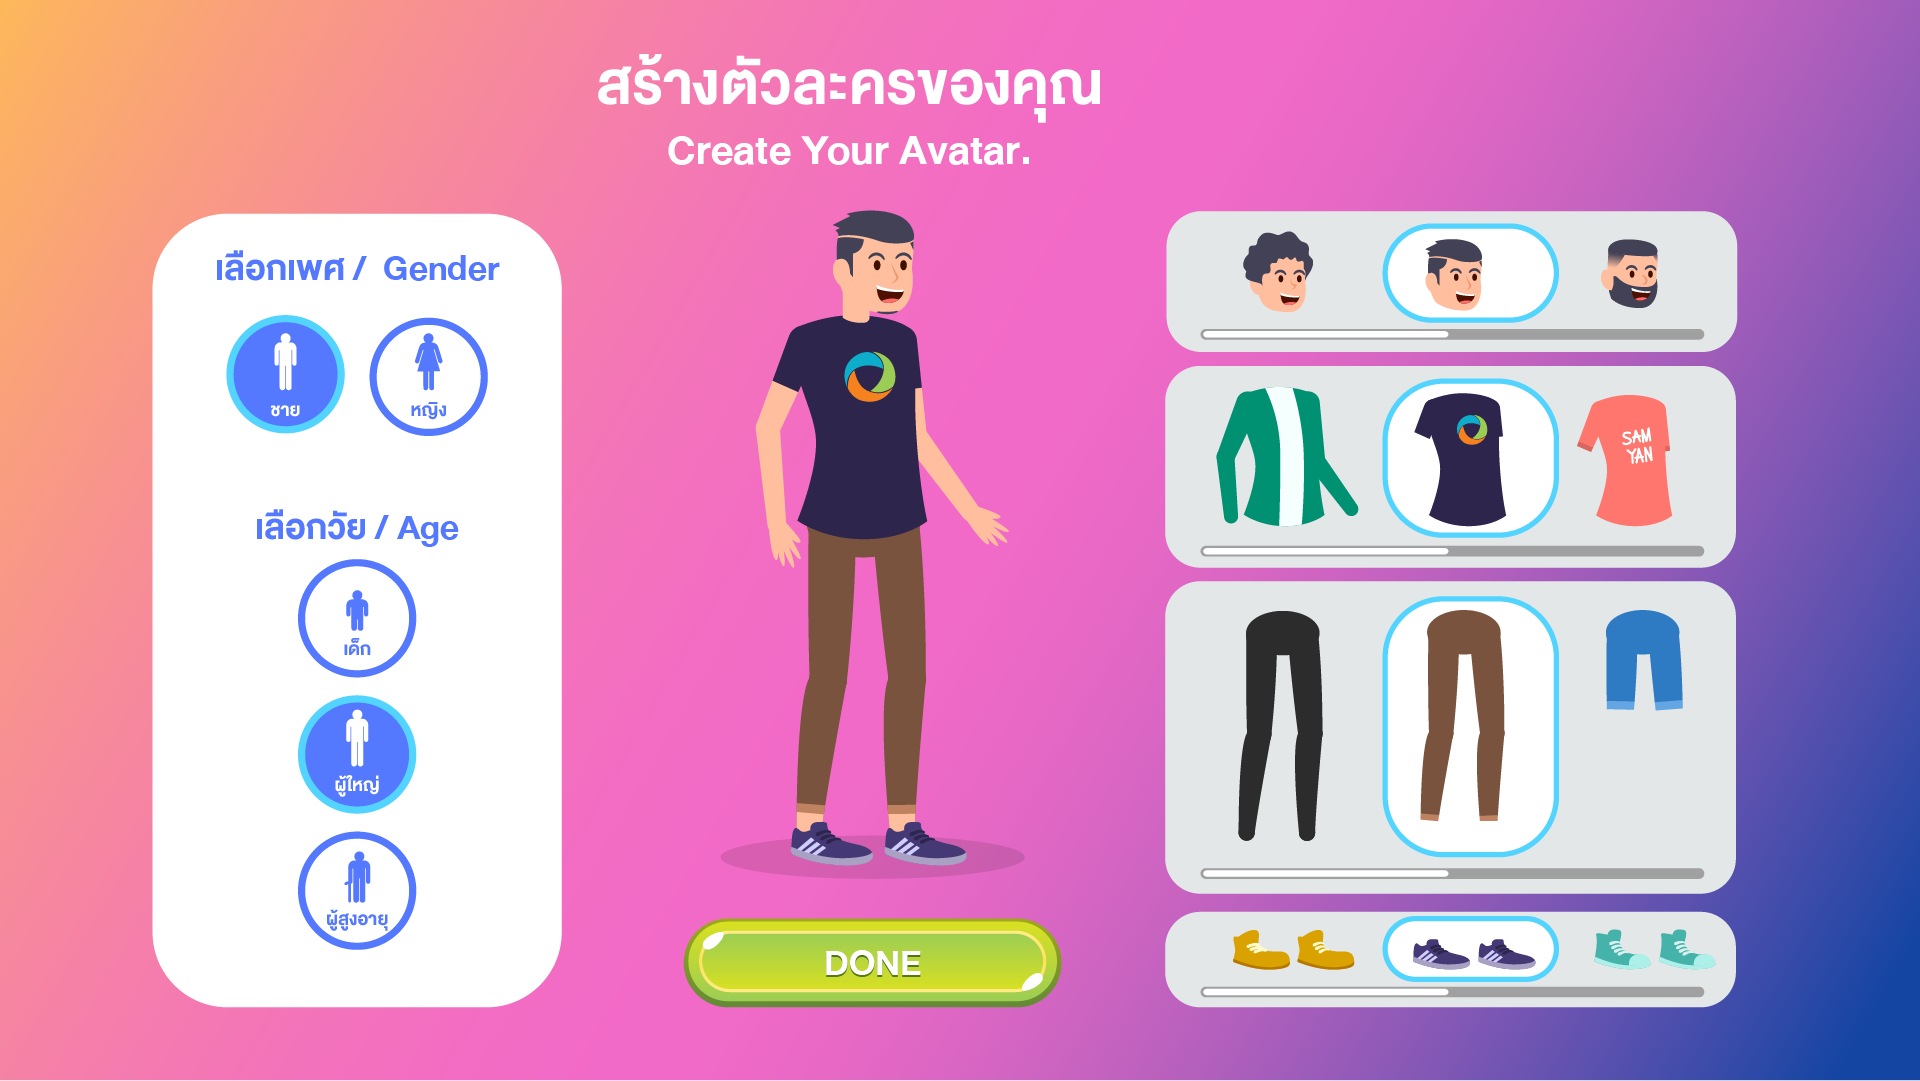 สร้างตัวละครของคุณ
Create Your Avatar.
เลือกเพศ / Gender
ชาย
หญิง
เลือกวัย / Age
เด็ก
ผู้ใหญ่
ผู้สูงอายุ
SAM
YAN
DONE